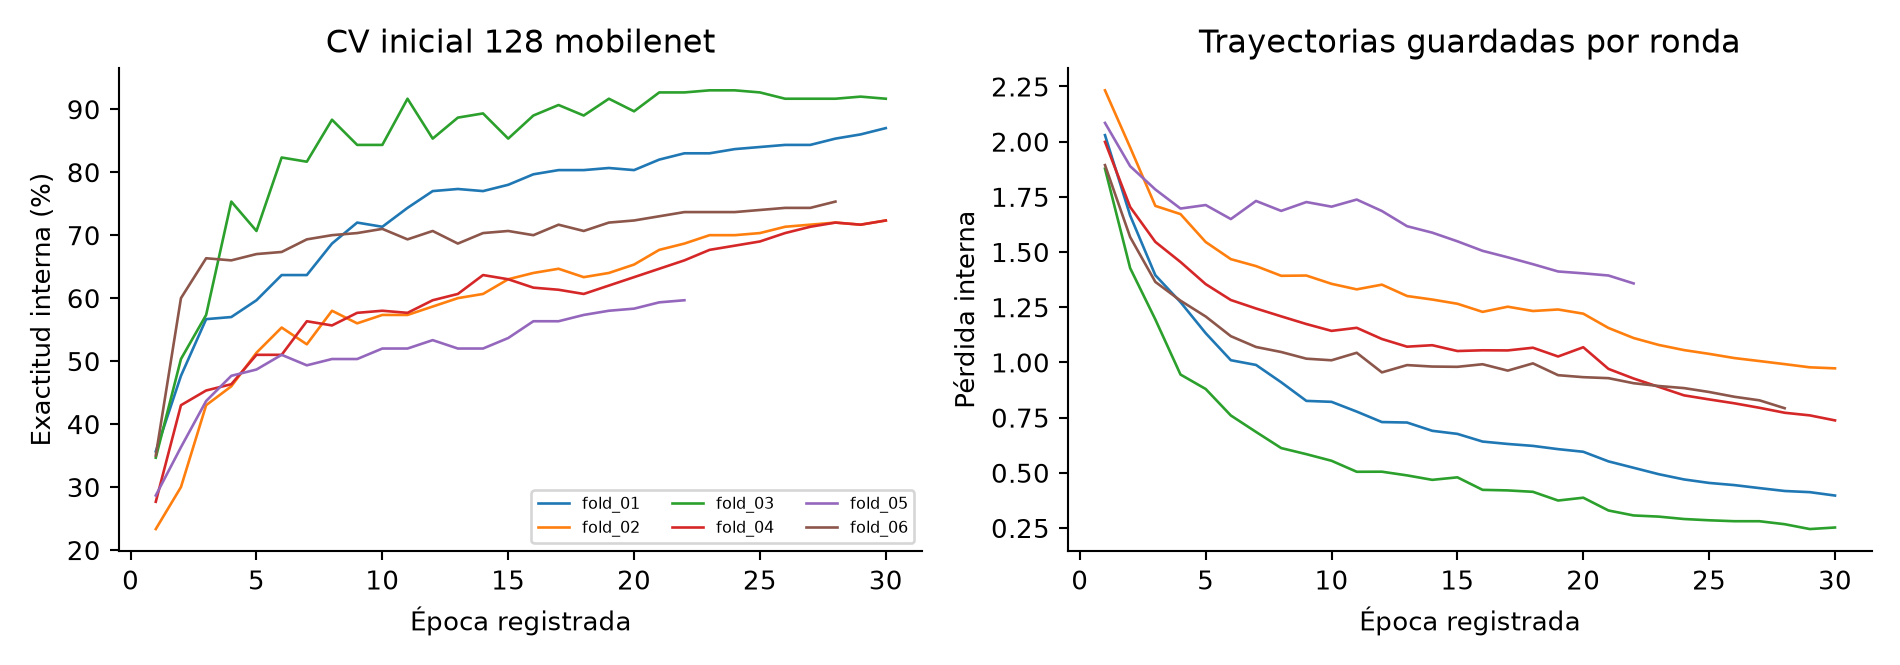 CV inicial 128 mobilenet
Exactitud interna (%)
90
80
70
60
50
40
30
20
0 5 10 15 20 25 30
Época registrada
fold_01 fold_03 fold_05
fold_02 fold_04 fold_06
Trayectorias guardadas por ronda
Pérdida interna
2.25
2.00
1.75
1.50
1.25
1.00
0.75
0.50
0.25
0 5 10 15 20 25 30
Época registrada